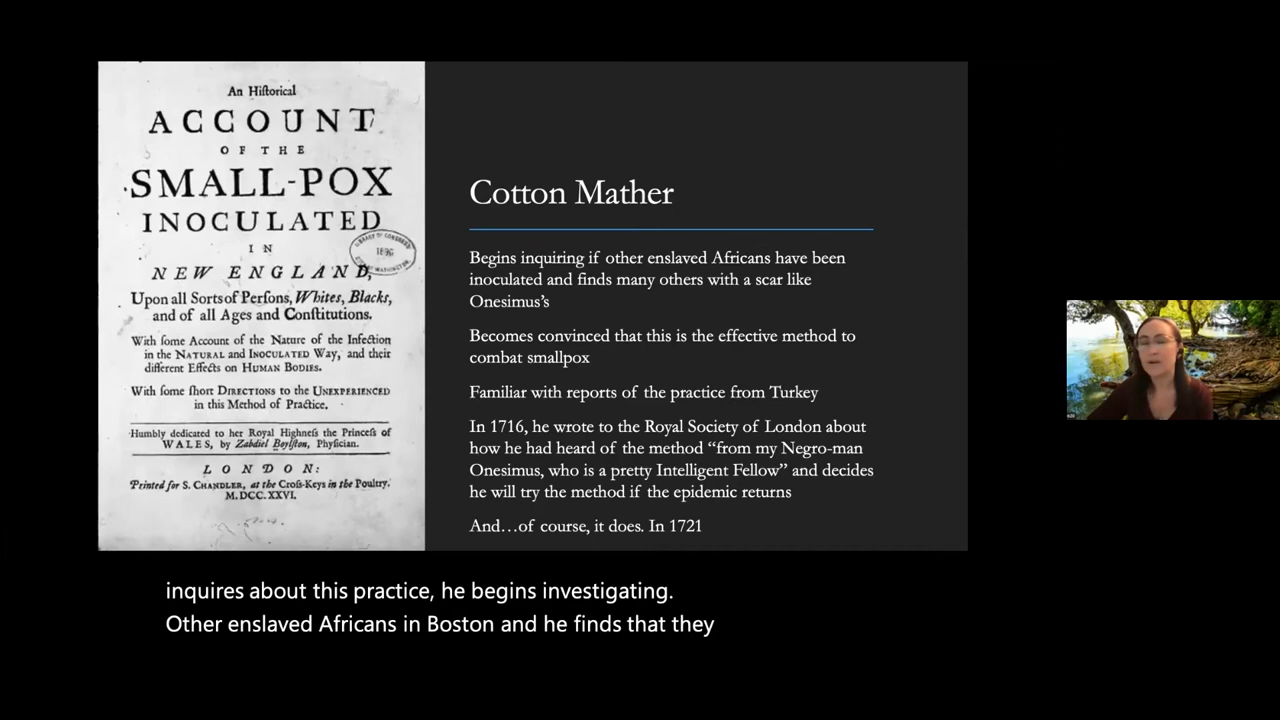 An Hiſtorical
ACCOUNT
OF THE
SMALL-POX
INOCULATED
IN
NEW ENGLAND,
Upon all Sorts of Perſons, Whites, Blacks,
and of all Ages and Conſtitutions.
With ſome Account of the Nature of the Infection
in the NATURAL and INOCULATED Way, and their
different Effects on HUMAN BODIES.
With ſome ſhort DIRECTIONS to the UNEXPERIENCED
in this Method of Practice.
Humbly dedicated to her Royal Highneſs the Princeſs of
WALES, by Zabdiel Boylſton, Phyſician.
LONDON:
Printed for S. CHANDLER, at the Croſs-Keys in the Poultry.
M.DCC.XXVI.
Cotton Mather
Begins inquiring if other enslaved Africans have been
inoculated and finds many others with a scar like
Onesimus’s
Becomes convinced that this is the effective method to
combat smallpox
Familiar with reports of the practice from Turkey
In 1716, he wrote to the Royal Society of London about
how he had heard of the method “from my Negro-man
Onesimus, who is a pretty Intelligent Fellow” and decides
he will try the method if the epidemic returns
And…of course, it does. In 1721
inquires about this practice, he begins investigating.
Other enslaved Africans in Boston and he finds that they